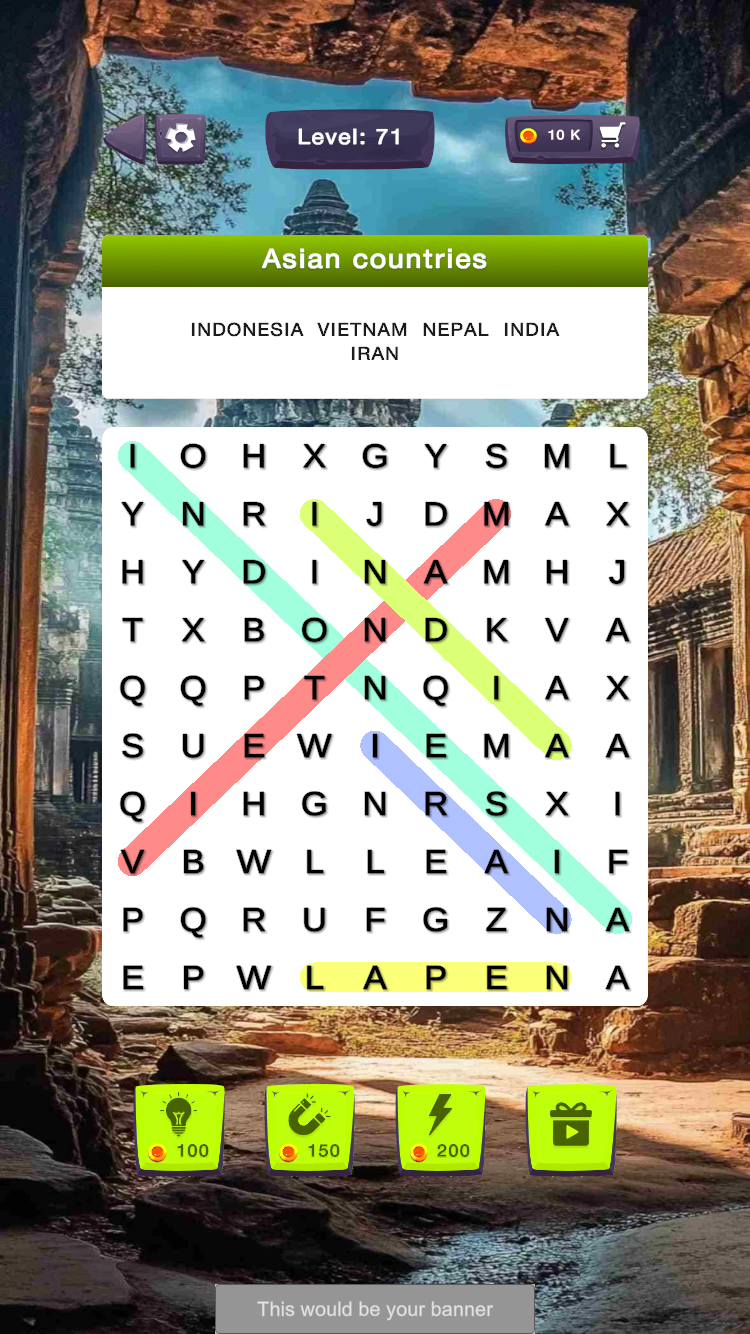 Level: 71
10 K
Asian countries
INDONESIA VIETNAM NEPAL INDIA
IRAN
I O H X G Y S M L
Y N R I J D M A X
H Y D I N A M H J
T X B O N D K V A
Q Q P T N Q I A X
S U E W I E M A A
Q I H G N R S X I
V B W L L E A I F
P Q R U F G Z N A
E P W L A P E N A
100 150 200
This would be your banner